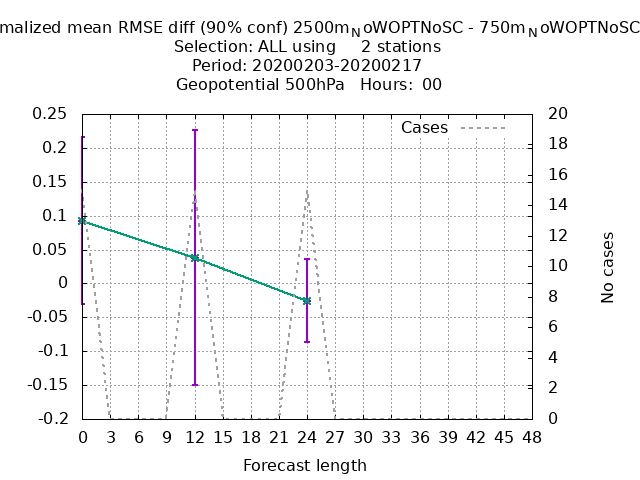 malized mean RMSE diff (90% conf) 2500mNoWOPTNoSC - 750mNoWOPTNoSC
Selection: ALL using 2 stations
Period: 20200203-20200217
Geopotential 500hPa Hours: 00
Cases
0.25
0.2
0.15
0.1
0.05
0
-0.05
-0.1
-0.15
-0.2
20
18
16
14
12
10
8
6
4
2
0
No cases
0 3 6 9 12 15 18 21 24 27 30 33 36 39 42 45 48
Forecast length